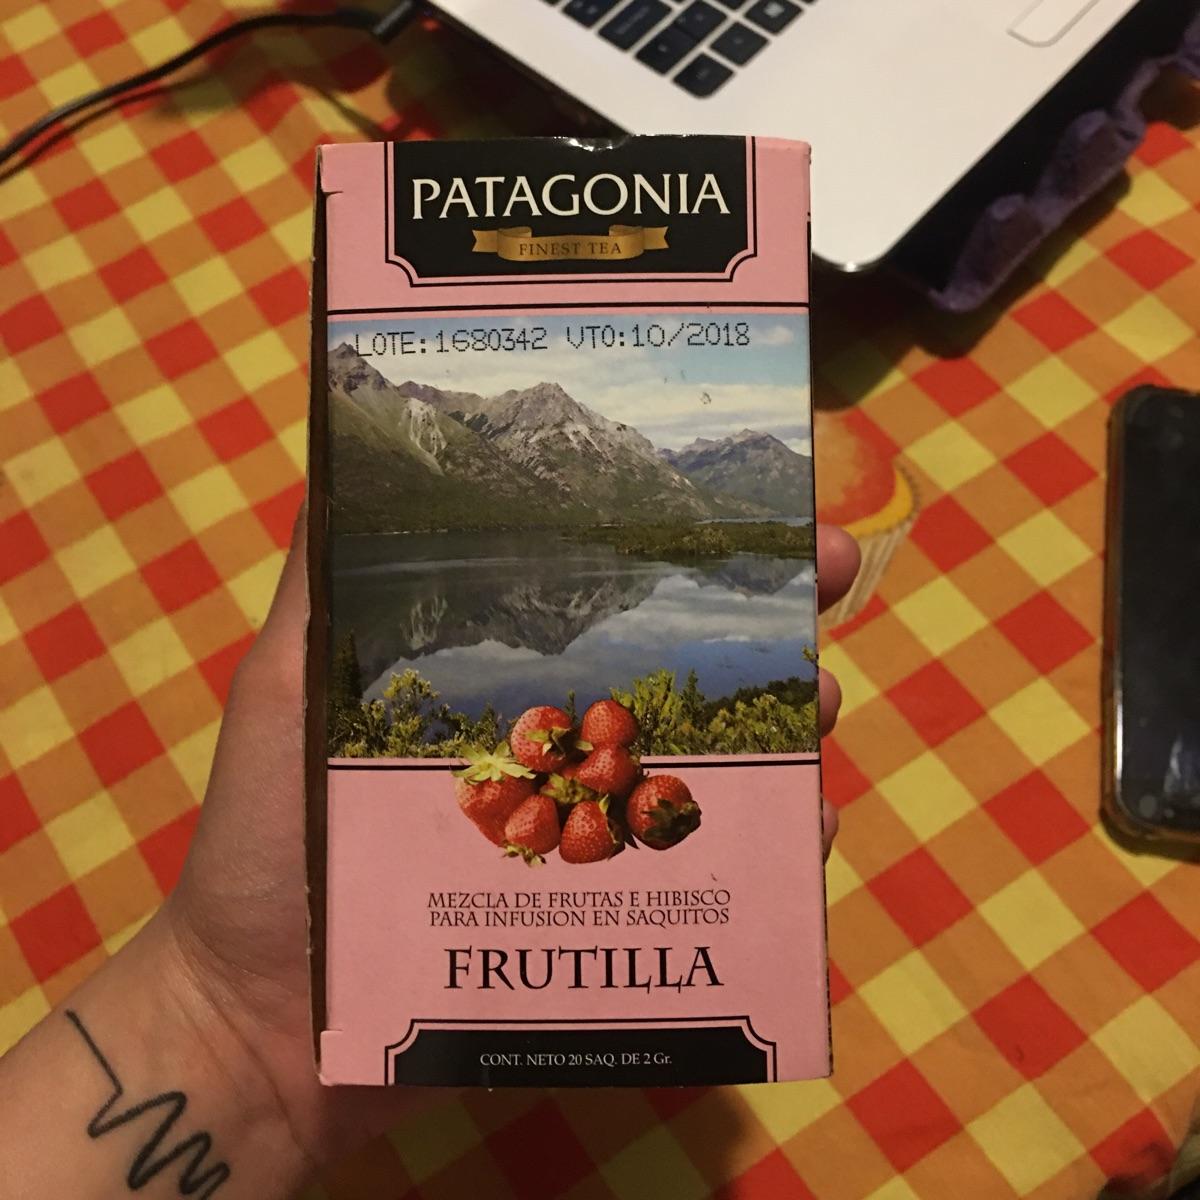 PATAGONIA
FINEST TEA
LOTE:1680342 VTO:10/2018
MEZCLA DE FRUTAS E HIBISCO
PARA INFUSION EN SAQUITOS
FRUTILLA
CONT. NETO 20 SAQ. DE 2 Gr.